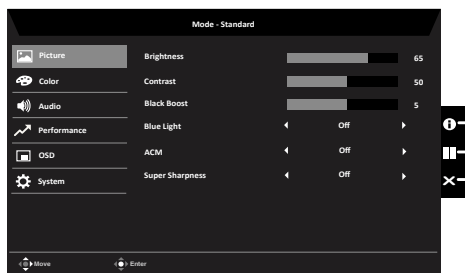 Mode - Standard
Picture
Color
Audio
Performance
OSD
System
Brightness 65
Contrast 50
Black Boost 5
Blue Light Off
ACM Off
Super Sharpness Off
Move Enter